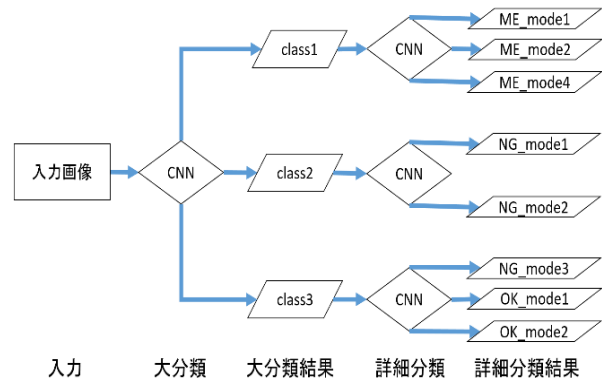 ME_mode1
class1
CNN
ME_mode2
ME_mode4
入力画像
CNN
class2
CNN
NG_mode1
NG_mode2
class3
CNN
NG_mode3
OK_mode1
OK_mode2
入力
大分類
大分類結果
詳細分類
詳細分類結果